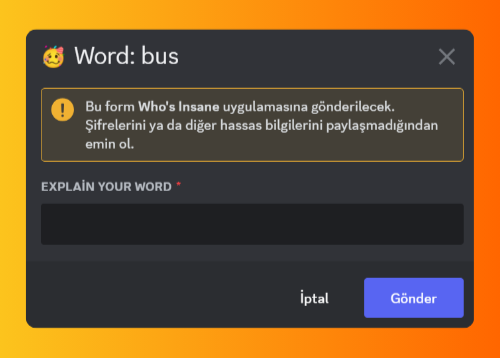 Word: bus
Bu form Who's Insane uygulamasına gönderilecek.
Şifrelerini ya da diğer hassas bilgilerini paylaşmadığından
emin ol.
EXPLAİN YOUR WORD *
İptal
Gönder